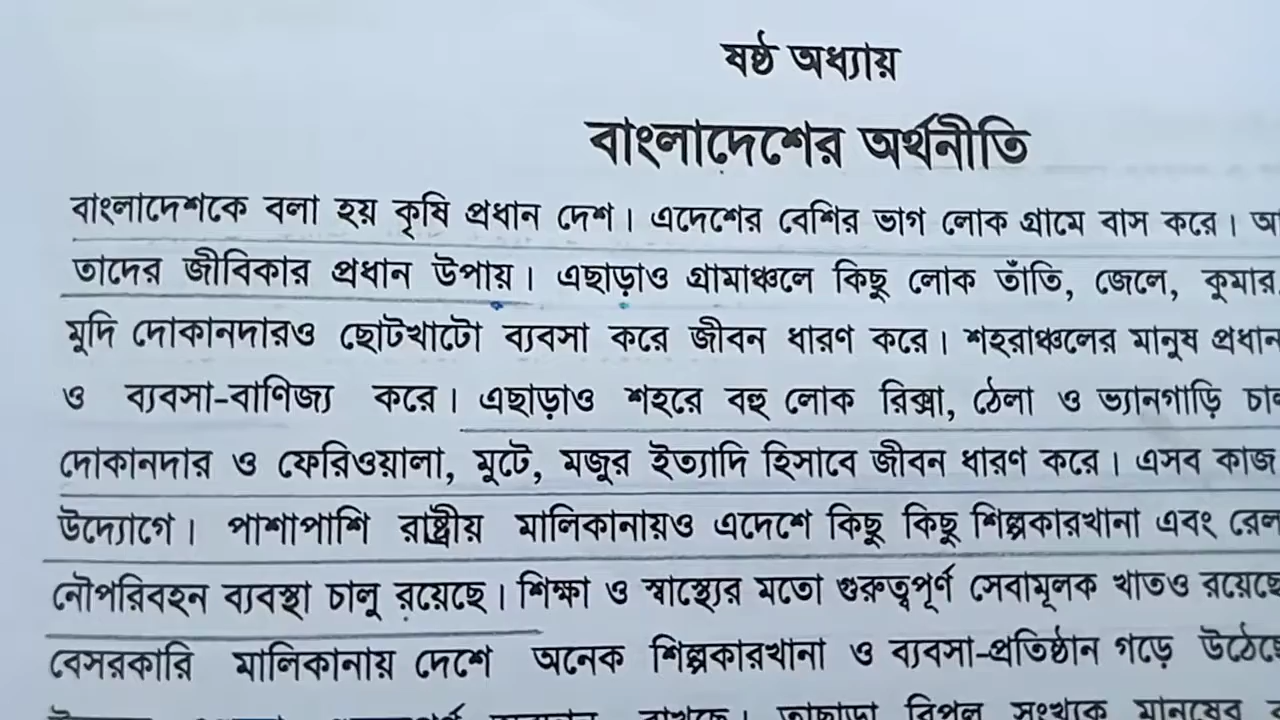 ষষ্ঠ অধ্যায়
বাংলাদেশের অর্থনীতি
বাংলাদেশকে বলা হয় কৃষি প্রধান দেশ। এদেশের বেশির ভাগ লোক গ্রামে বাস করে।
তাদের জীবিকার প্রধান উপায়। এছাড়াও গ্রামাঞ্চলে কিছু লোক তাঁতি, জেলে, কুমার
মুদি দোকানদারও ছোটখাটো ব্যবসা করে জীবন ধারণ করে। শহরাঞ্চলের মানুষ প্রধান
ও ব্যবসা-বাণিজ্য করে। এছাড়াও শহরে বহু লোক রিক্সা, ঠেলা ও ভ্যানগাড়ি
দোকানদার ও ফেরিওয়ালা, মুটে, মজুর ইত্যাদি হিসাবে জীবন ধারণ করে। এসব কাজ
উদ্যোগে। পাশাপাশি রাষ্ট্রীয় মালিকানায়ও এদেশে কিছু কিছু শিল্পকারখানা এবং রেল
নৌপরিবহন ব্যবস্থা চালু রয়েছে। শিক্ষা ও স্বাস্থ্যের মতো গুরুত্বপূর্ণ সেবামূলক খাতও রয়েছে
বেসরকারি মালিকানায় দেশে অনেক শিল্পকারখানা ও ব্যবসা-প্রতিষ্ঠান গড়ে উঠেছে